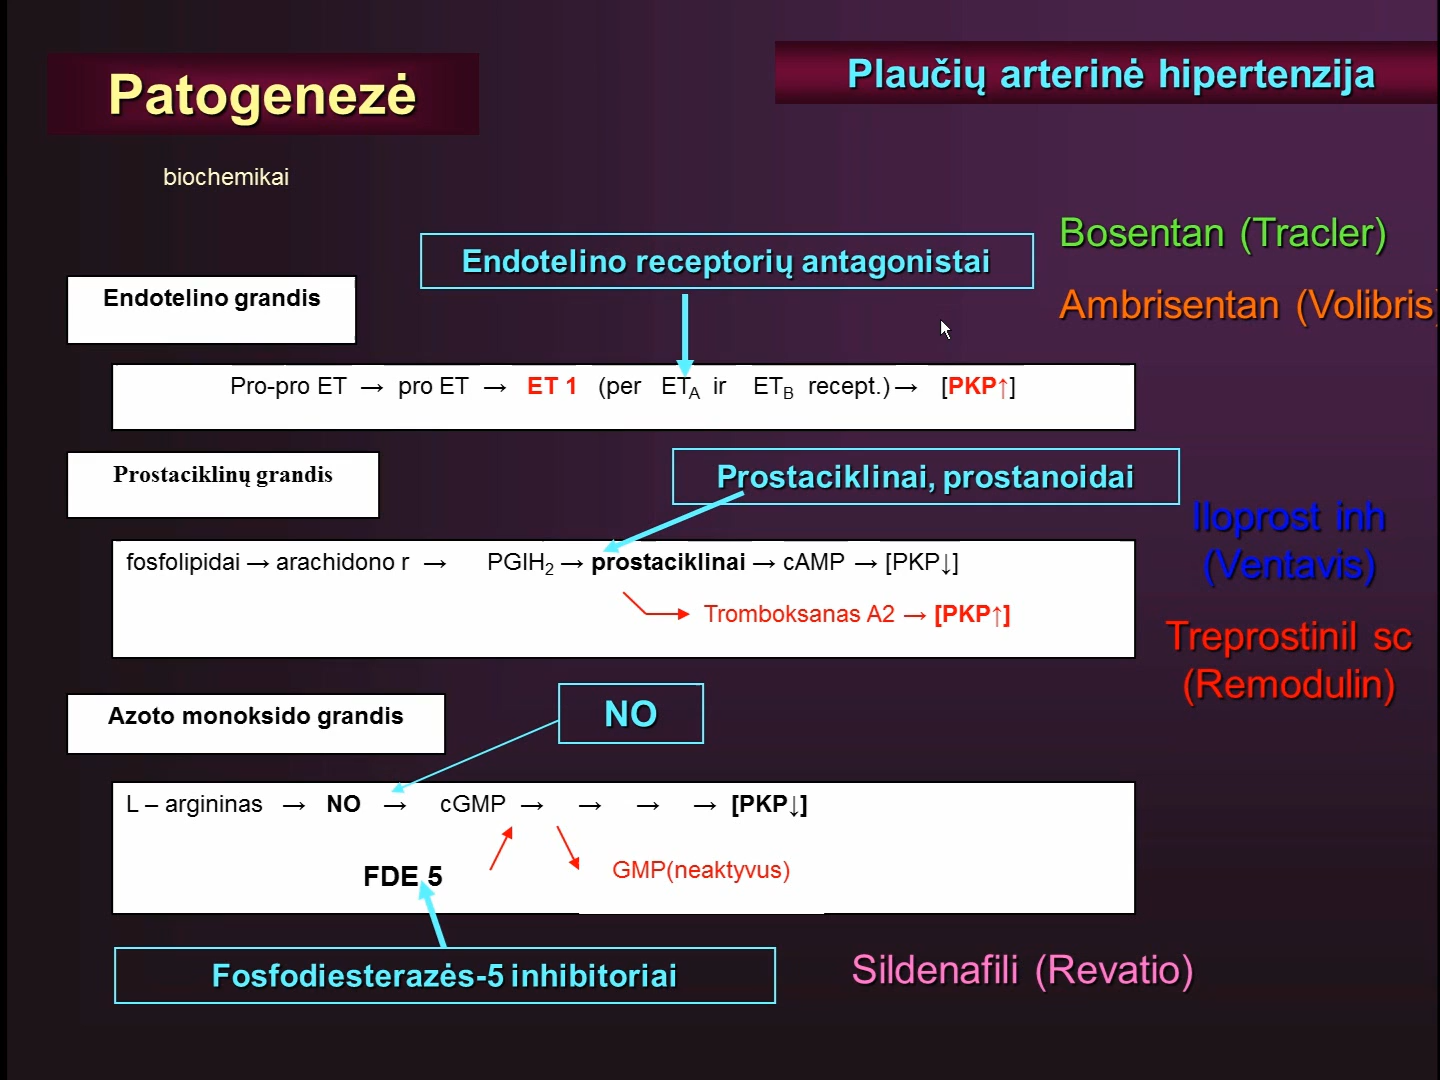 Patogenezė
Plaučių arterinė hipertenzija
biochemikai
Bosentan (Tracler)
Endotelino receptorių antagonistai
Endotelino grandis
Ambrisentan (Volibris)
Pro-pro ET → pro ET → ET 1 (per ETA ir ETB recept.) → [PKP↑]
Prostaciklinų grandis
Prostaciklinai, prostanoidai
Iloprost inh
(Ventavis)
fosfolipidai → arachidono r → PGIH2 → prostaciklinai → cAMP → [PKP↓]
Tromboksanas A2 → [PKP↑]
Treprostinil sc
(Remodulin)
Azoto monoksido grandis
NO
L – argininas → NO → cGMP → → → → [PKP↓]
FDE 5
GMP(neaktyvus)
Fosfodiesterazės-5 inhibitoriai
Sildenafili (Revatio)